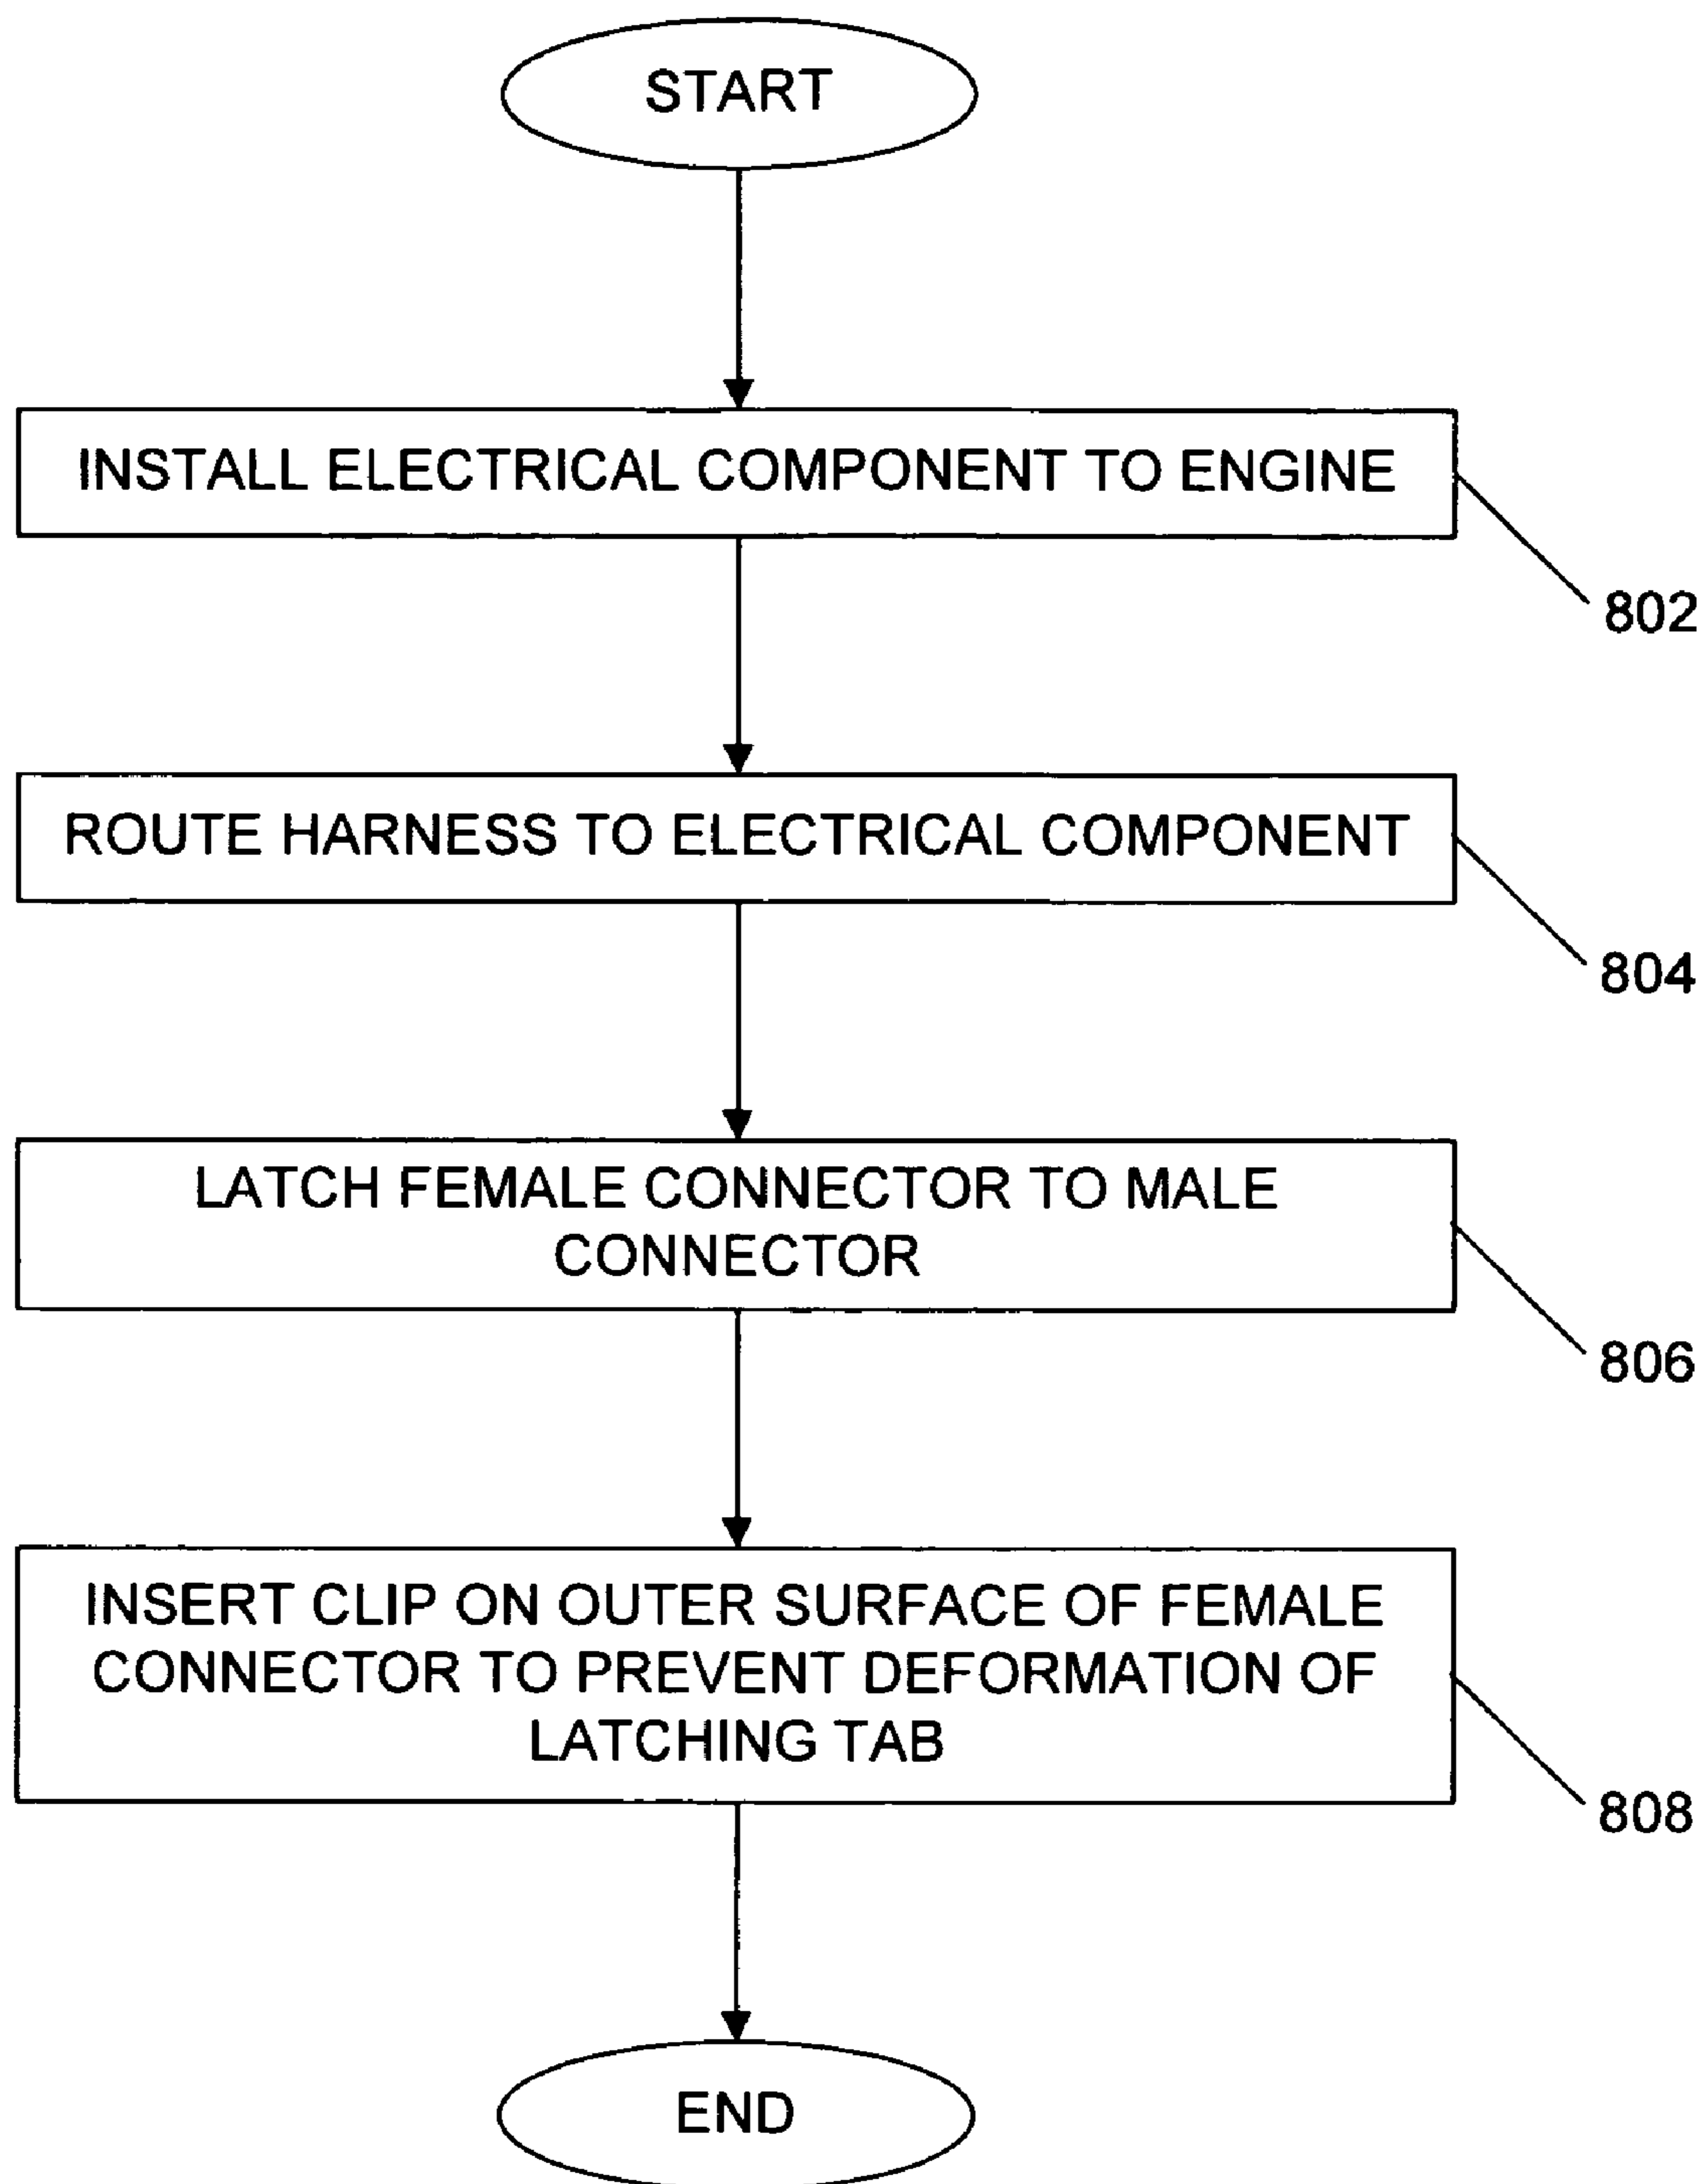 START
INSTALL ELECTRICAL COMPONENT TO ENGINE
802
ROUTE HARNESS TO ELECTRICAL COMPONENT
804
LATCH FEMALE CONNECTOR TO MALE
CONNECTOR
806
INSERT CLIP ON OUTER SURFACE OF FEMALE
CONNECTOR TO PREVENT DEFORMATION OF
LATCHING TAB
808
END